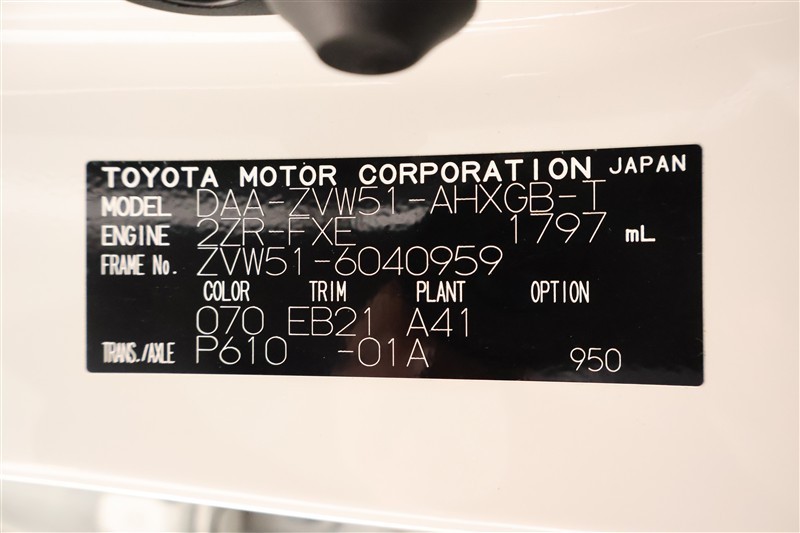 TOYOTA MOTOR CORPORATION JAPAN
MODEL DAA-ZVW51-AHXGB-T
ENGINE 2ZR-FXE 1797 mL
FRAME No. ZVW51-6040959
COLOR TRIM PLANT OPTION
070 EB21 A41
TRANS./AXLE P610 -01A 950